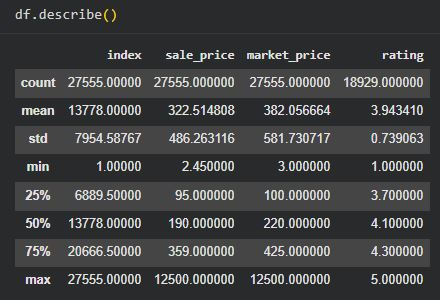 df.describe()
index sale_price market_price rating
count 27555.00000 27555.000000 27555.000000 18929.000000
mean 13778.00000 322.514808 382.056664 3.943410
std 7954.58767 486.263116 581.730717 0.739063
min 1.00000 2.450000 3.000000 1.000000
25% 6889.50000 95.000000 100.000000 3.700000
50% 13778.00000 190.000000 220.000000 4.100000
75% 20666.50000 359.000000 425.000000 4.300000
max 27555.00000 12500.000000 12500.000000 5.000000